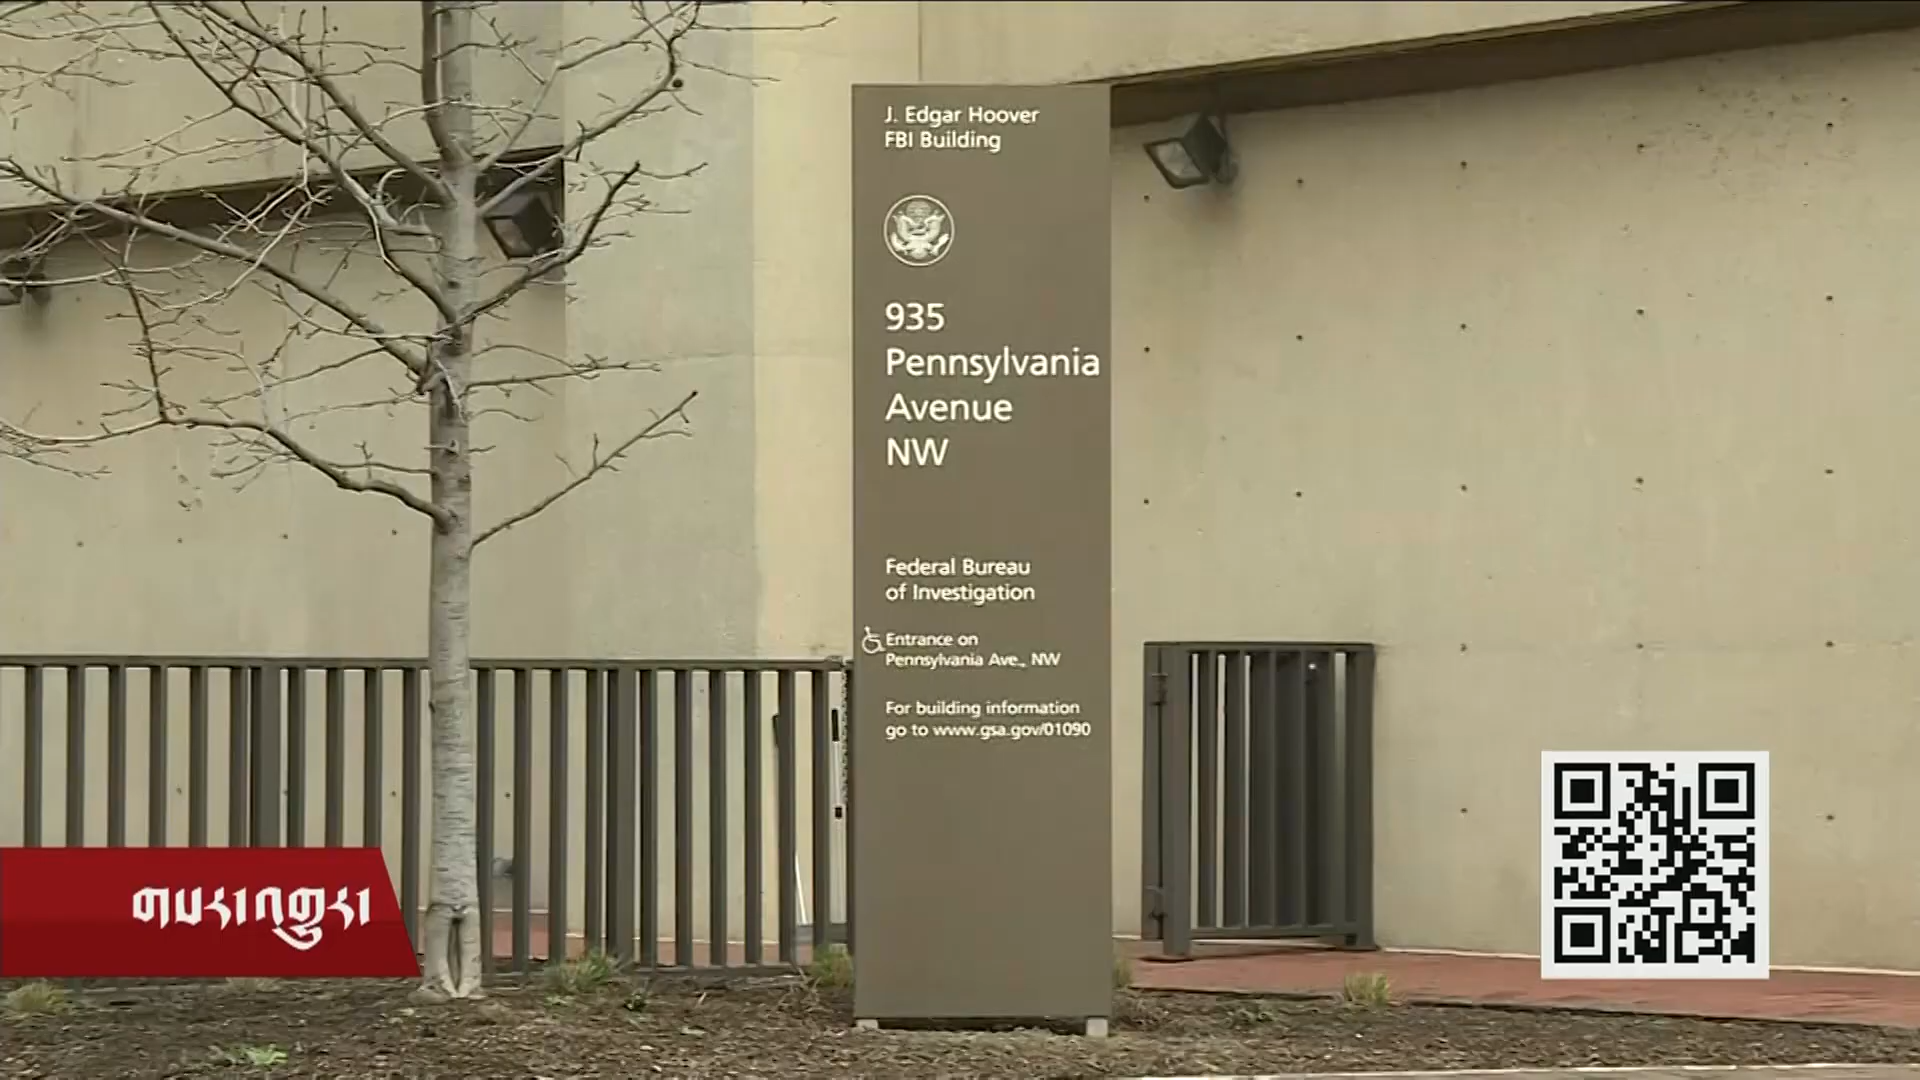 J. Edgar Hoover
FBI Building
935
Pennsylvania
Avenue
NW
Federal Bureau
of Investigation
Entrance on
Pennsylvania Ave., NW
For building information
go to www.gsa.gov/01090
གསར་འགྱུར།